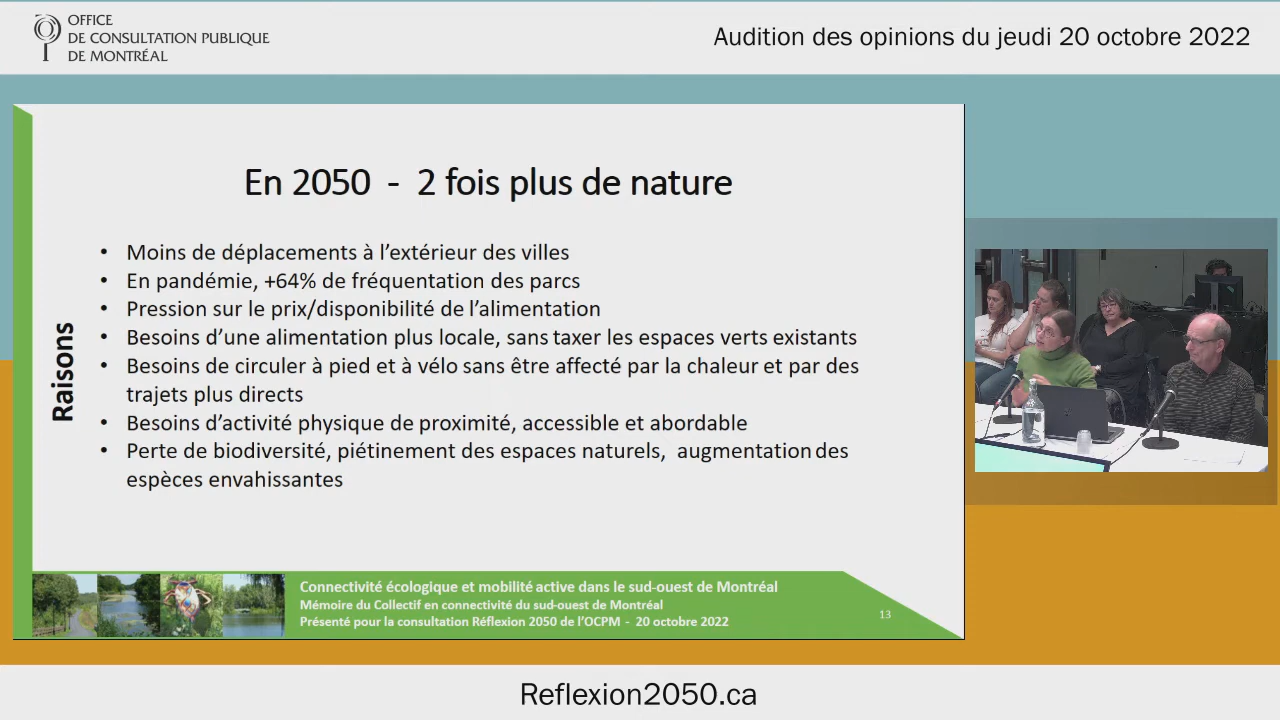 OFFICE
DE CONSULTATION PUBLIQUE
DE MONTRÉAL
Audition des opinions du jeudi 20 octobre 2022
En 2050 - 2 fois plus de nature
Raisons
• Moins de déplacements à l'extérieur des villes
• En pandémie, +64% de fréquentation des parcs
• Pression sur le prix/disponibilité de l'alimentation
• Besoins d'une alimentation plus locale, sans taxer les espaces verts existants
• Besoins de circuler à pied et à vélo sans être affecté par la chaleur et par des
trajets plus directs
• Besoins d'activité physique de proximité, accessible et abordable
• Perte de biodiversité, piétinement des espaces naturels, augmentation des
espèces envahissantes
Connectivité écologique et mobilité active dans le sud-ouest de Montréal
Mémoire du Collectif en connectivité du sud-ouest de Montréal
Présenté pour la consultation Réflexion 2050 de l'OCPM - 20 octobre 2022
13
Reflexion2050.ca